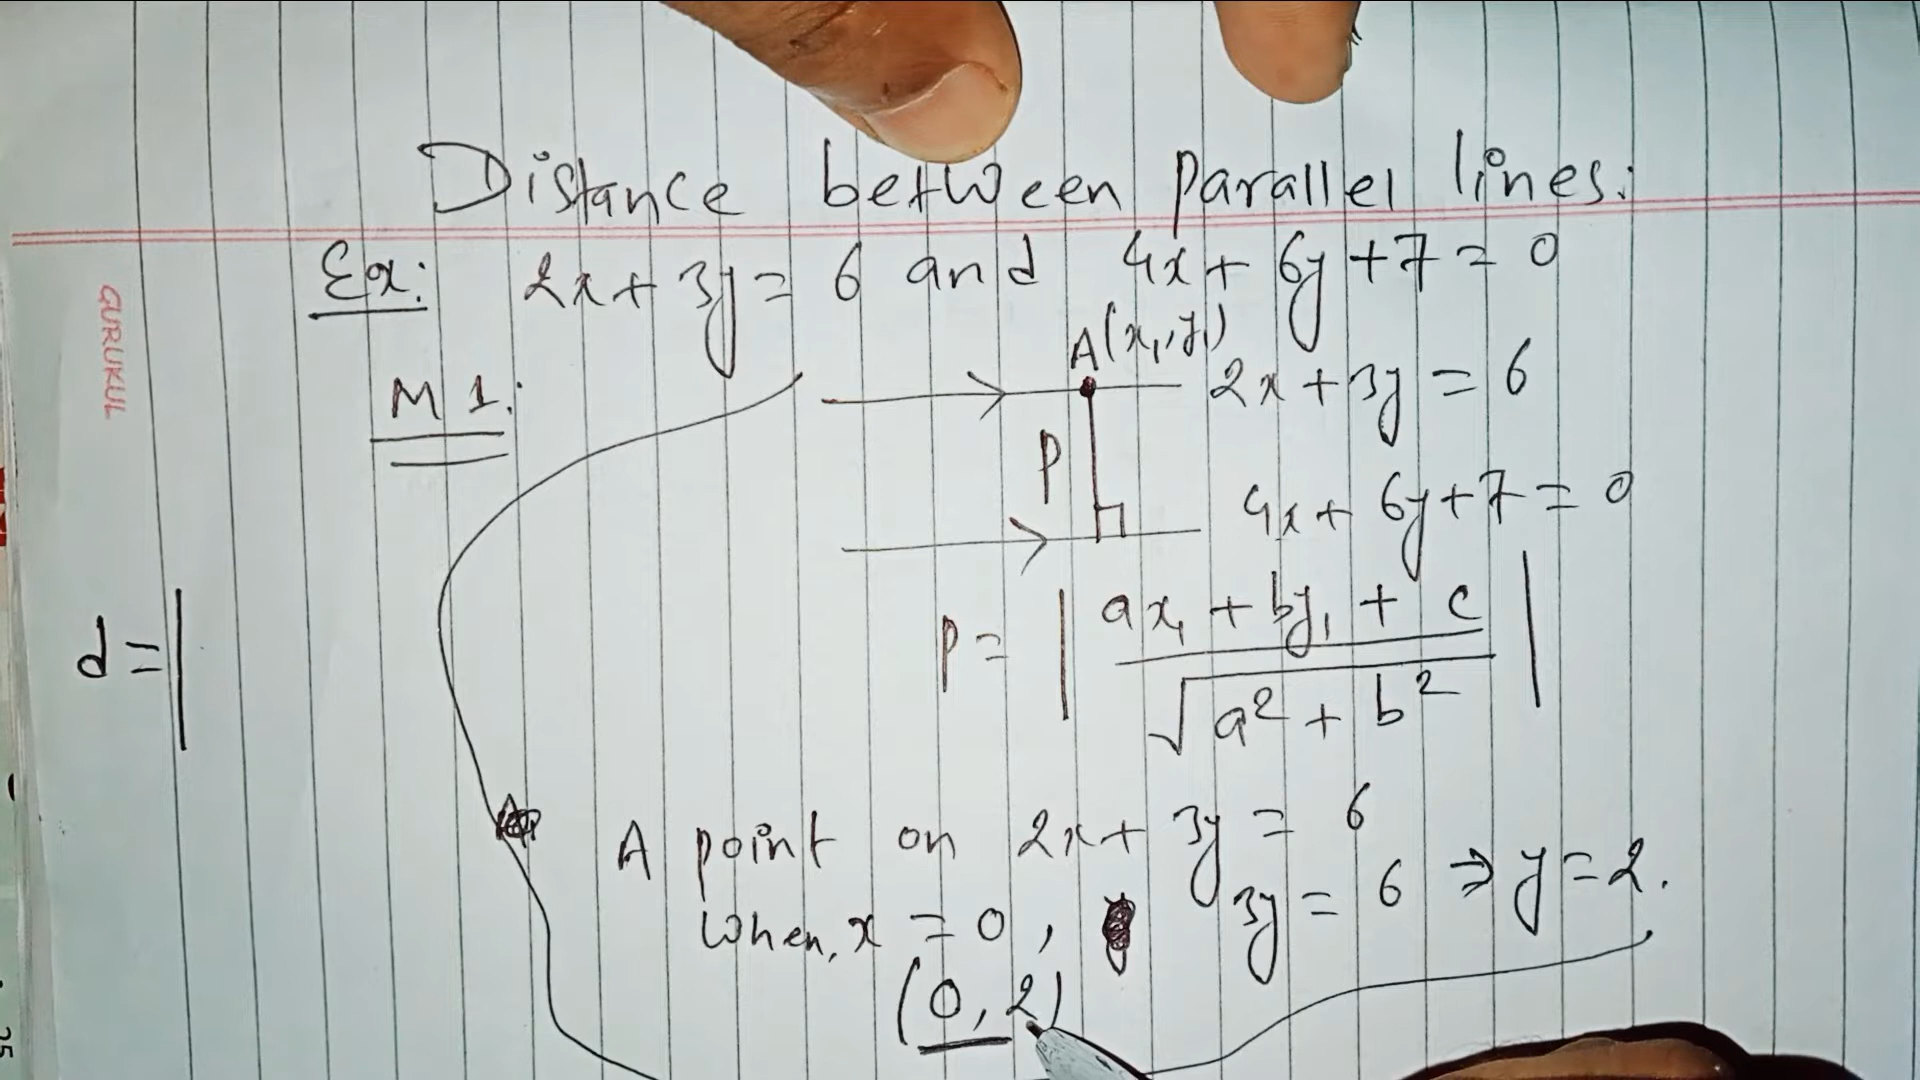 Distance between parallel lines:
Ex: 2x + 3y = 6 and 4x + 6y + 7 = 0
M 1:
A(x₁, y₁)
2x + 3y = 6
P
4x + 6y + 7 = 0
P = | (ax₁ + by₁ + c) / √(a² + b²) |
d = |
A point on 2x + 3y = 6
When, x = 0, 3y = 6 ⇒ y = 2.
(0, 2)
GURUKUL